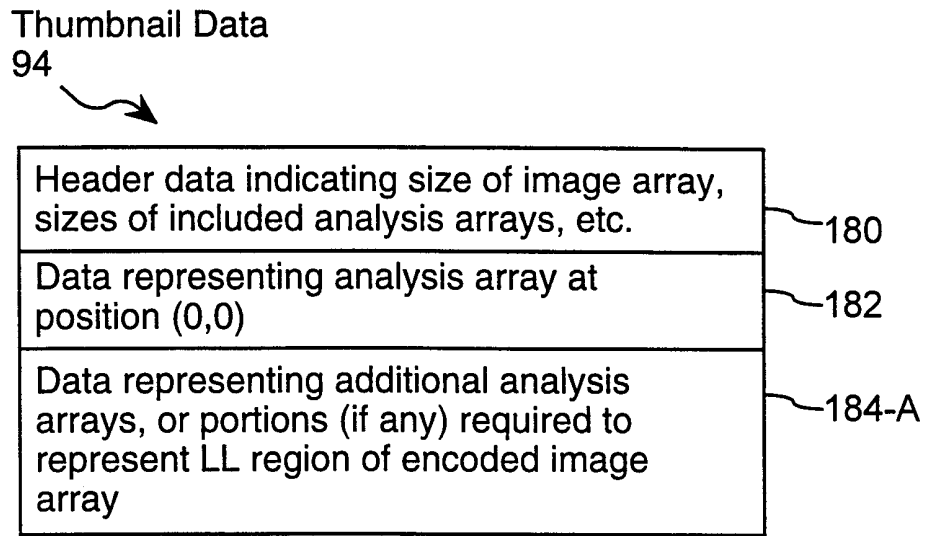 Thumbnail Data
94
Header data indicating size of image array,
sizes of included analysis arrays, etc.
180
Data representing analysis array at
position (0,0)
182
Data representing additional analysis
arrays, or portions (if any) required to
represent LL region of encoded image
array
184-A